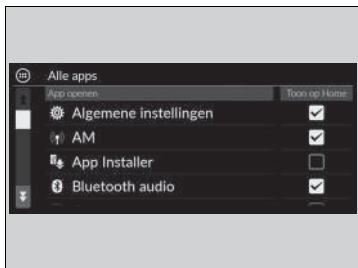 Alle apps
App openen Toon op Home
Algemene instellingen
AM
App Installer
Bluetooth audio